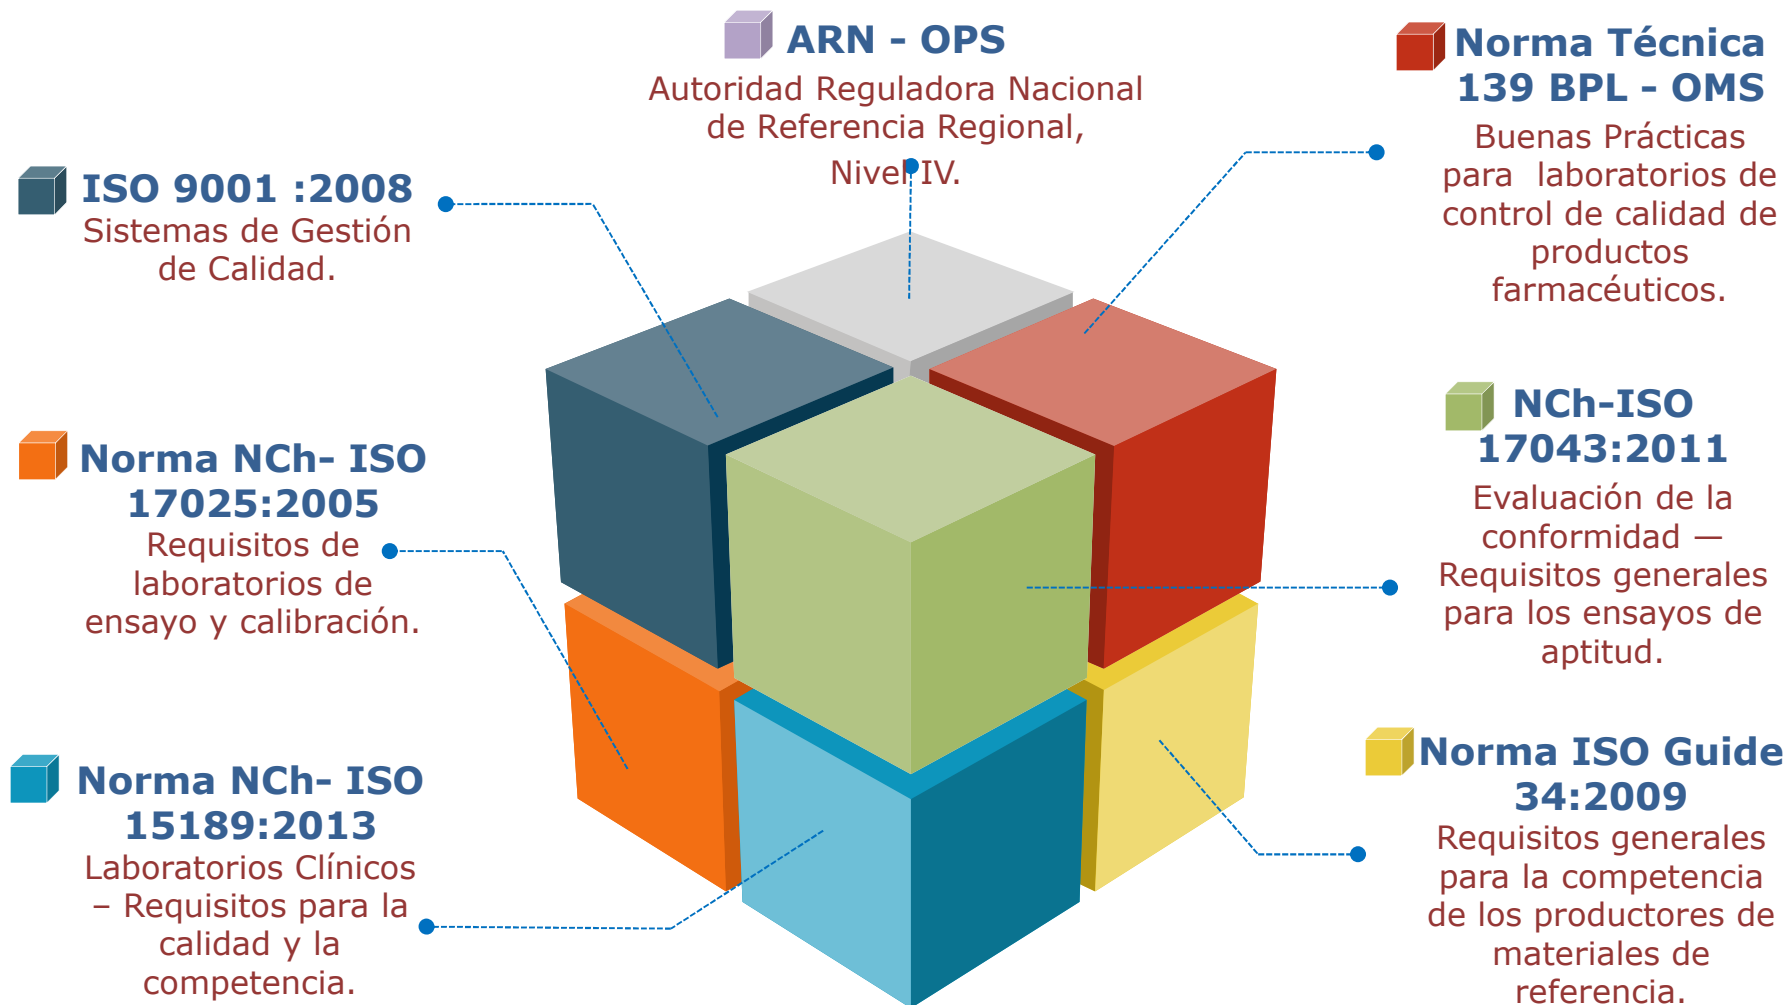 ARN - OPS
Autoridad Reguladora Nacional
de Referencia Regional,
Nivel IV.
Norma Técnica
139 BPL - OMS
Buenas Prácticas
para laboratorios de
control de calidad de
productos
farmacéuticos.
ISO 9001 :2008
Sistemas de Gestión
de Calidad.
NCh-ISO
17043:2011
Evaluación de la
conformidad —
Requisitos generales
para los ensayos de
aptitud.
Norma NCh- ISO
17025:2005
Requisitos de
laboratorios de
ensayo y calibración.
Norma ISO Guide
34:2009
Requisitos generales
para la competencia
de los productores de
materiales de
referencia.
Norma NCh- ISO
15189:2013
Laboratorios Clínicos
– Requisitos para la
calidad y la
competencia.